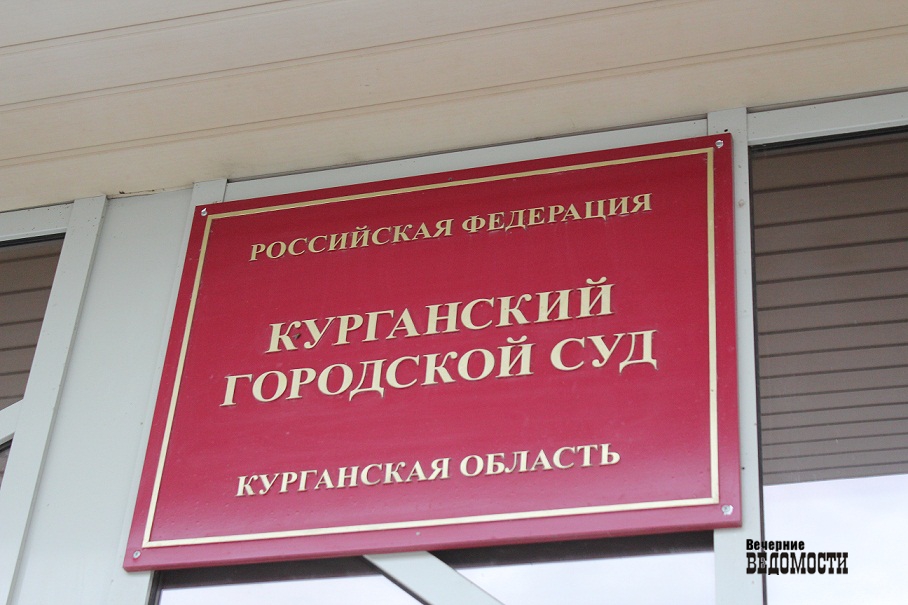 РОССИЙСКАЯ ФЕДЕРАЦИЯ
КУРГАНСКИЙ
ГОРОДСКОЙ СУД
КУРГАНСКАЯ ОБЛАСТЬ
Вечерние
ВЕДОМОСТИ